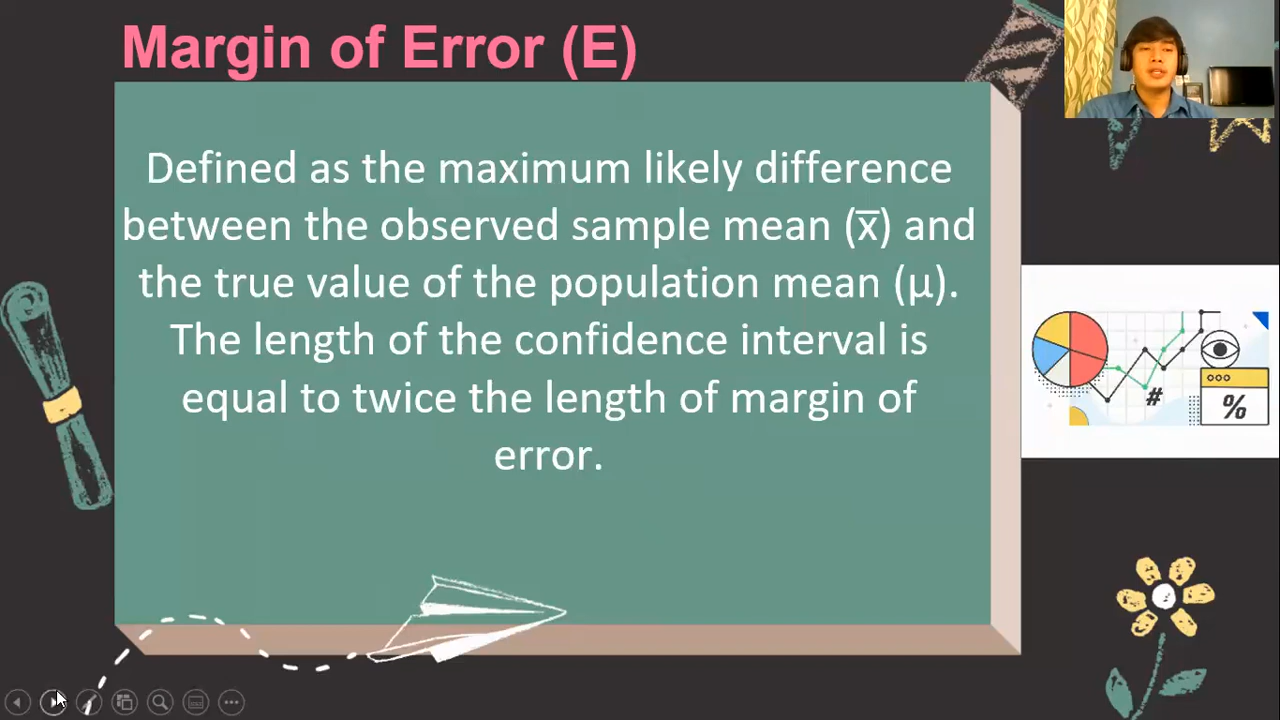 Margin of Error (E)
Defined as the maximum likely difference
between the observed sample mean (x̅) and
the true value of the population mean (μ).
The length of the confidence interval is
equal to twice the length of margin of
error.
#
%